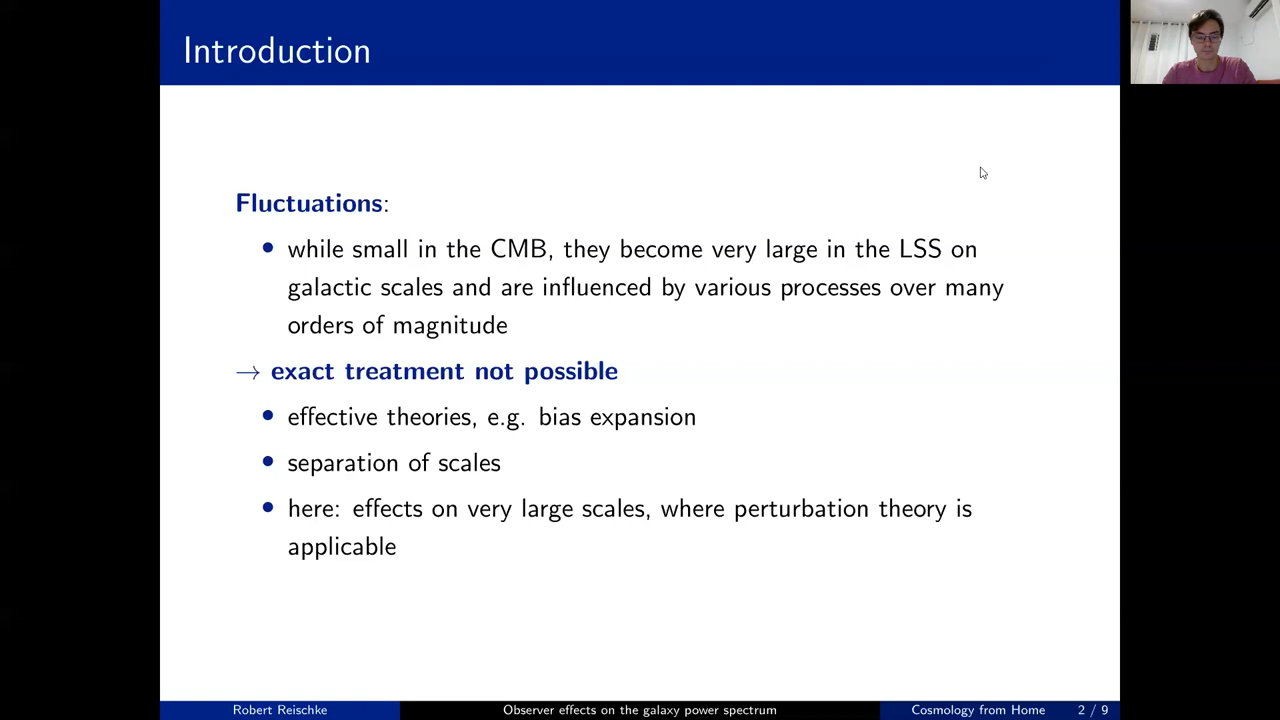 Introduction
Fluctuations:
• while small in the CMB, they become very large in the LSS on
galactic scales and are influenced by various processes over many
orders of magnitude
→ exact treatment not possible
• effective theories, e.g. bias expansion
• separation of scales
• here: effects on very large scales, where perturbation theory is
applicable
Robert Reischke Observer effects on the galaxy power spectrum Cosmology from Home 2 / 9